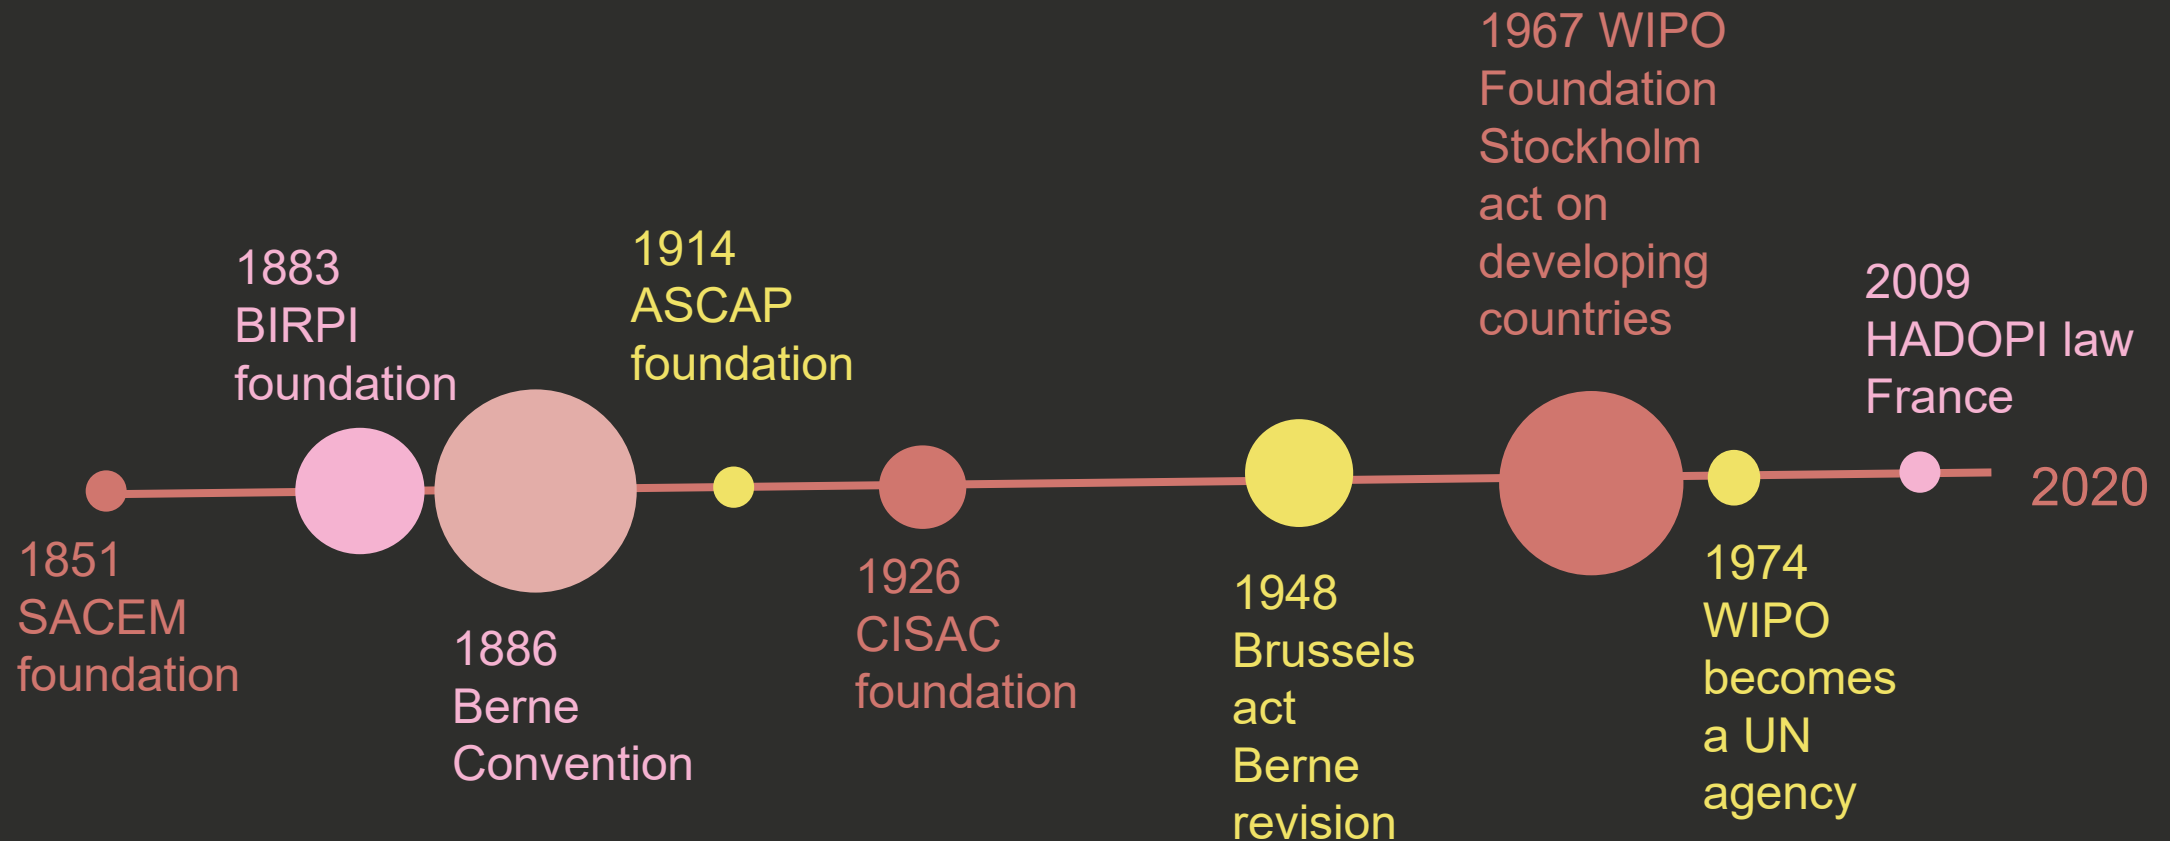 1851
SACEM
foundation
1883
BIRPI
foundation
1886
Berne
Convention
1914
ASCAP
foundation
1926
CISAC
foundation
1948
Brussels
act
Berne
revision
1967 WIPO
Foundation
Stockholm
act on
developing
countries
1974
WIPO
becomes
a UN
agency
2009
HADOPI law
France
2020